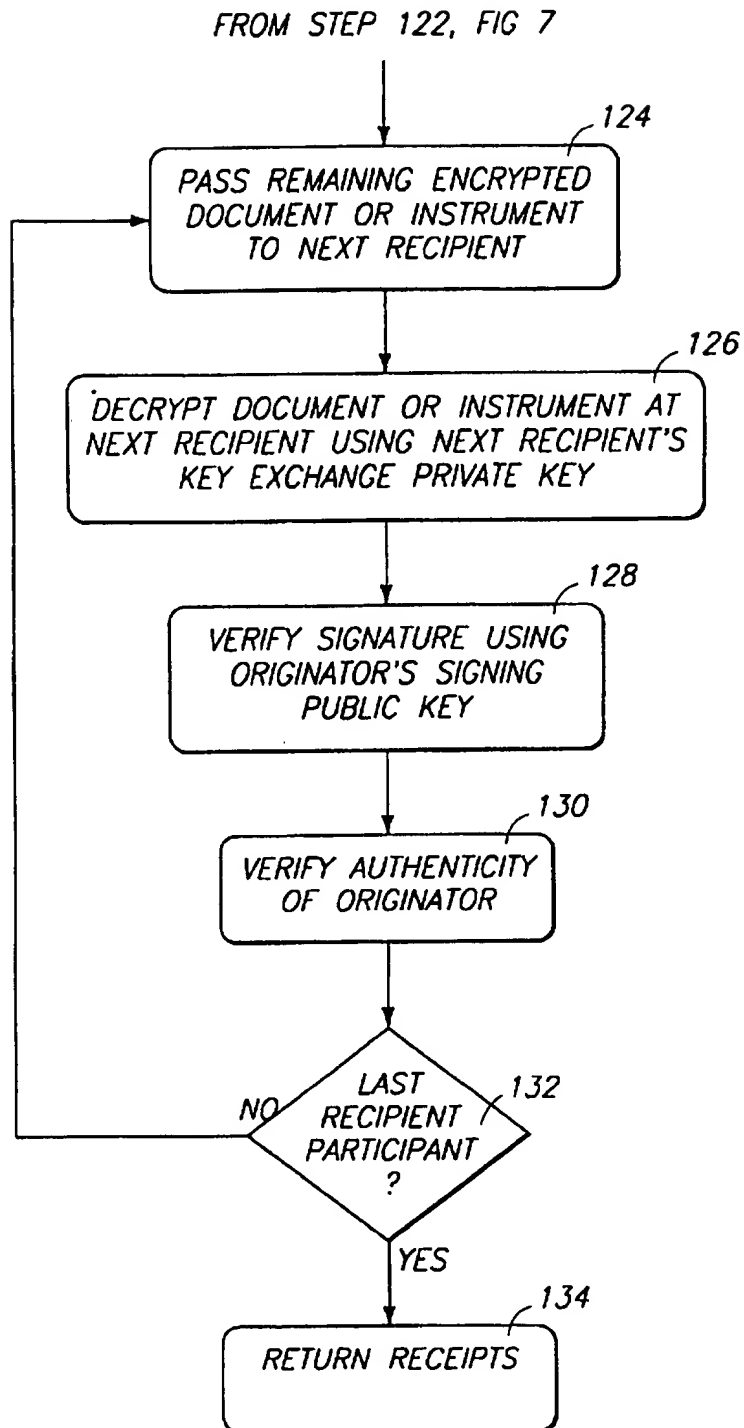 FROM STEP 122, FIG 7
124
PASS REMAINING ENCRYPTED
DOCUMENT OR INSTRUMENT
TO NEXT RECIPIENT
126
DECRYPT DOCUMENT OR INSTRUMENT AT
NEXT RECIPIENT USING NEXT RECIPIENT'S
KEY EXCHANGE PRIVATE KEY
128
VERIFY SIGNATURE USING
ORIGINATOR'S SIGNING
PUBLIC KEY
130
VERIFY AUTHENTICITY
OF ORIGINATOR
LAST
RECIPIENT
PARTICIPANT
?
132
NO
YES
134
RETURN RECEIPTS